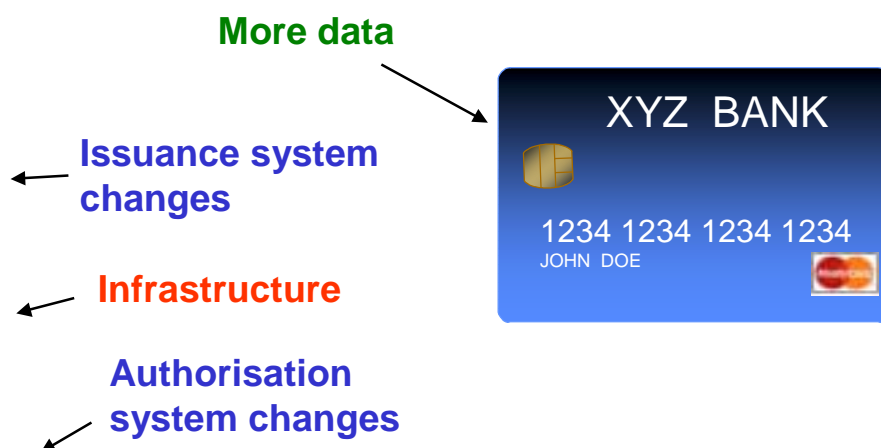 More data
XYZ BANK
Issuance system
changes
1234 1234 1234 1234
JOHN DOE
Infrastructure
Authorisation
system changes